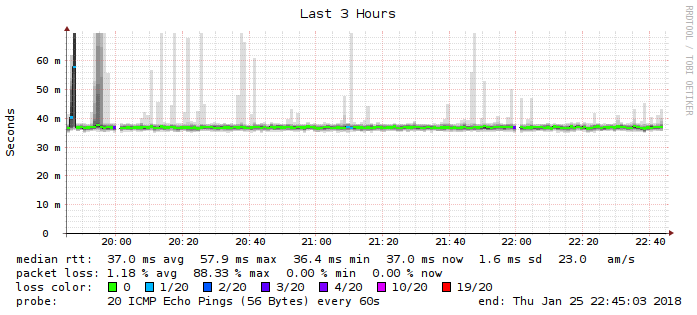 Last 3 Hours
RRDTOOL / TOBI OETIKER
Seconds
60 m
50 m
40 m
30 m
20 m
10 m
0
20:00 20:20 20:40 21:00 21:20 21:40 22:00 22:20 22:40
median rtt: 37.0 ms avg 57.9 ms max 36.4 ms min 37.0 ms now 1.6 ms sd 23.0 am/s
packet loss: 1.18 % avg 88.33 % max 0.00 % min 0.00 % now
loss color: 0 1/20 2/20 3/20 4/20 10/20 19/20
probe: 20 ICMP Echo Pings (56 Bytes) every 60s end: Thu Jan 25 22:45:03 2018